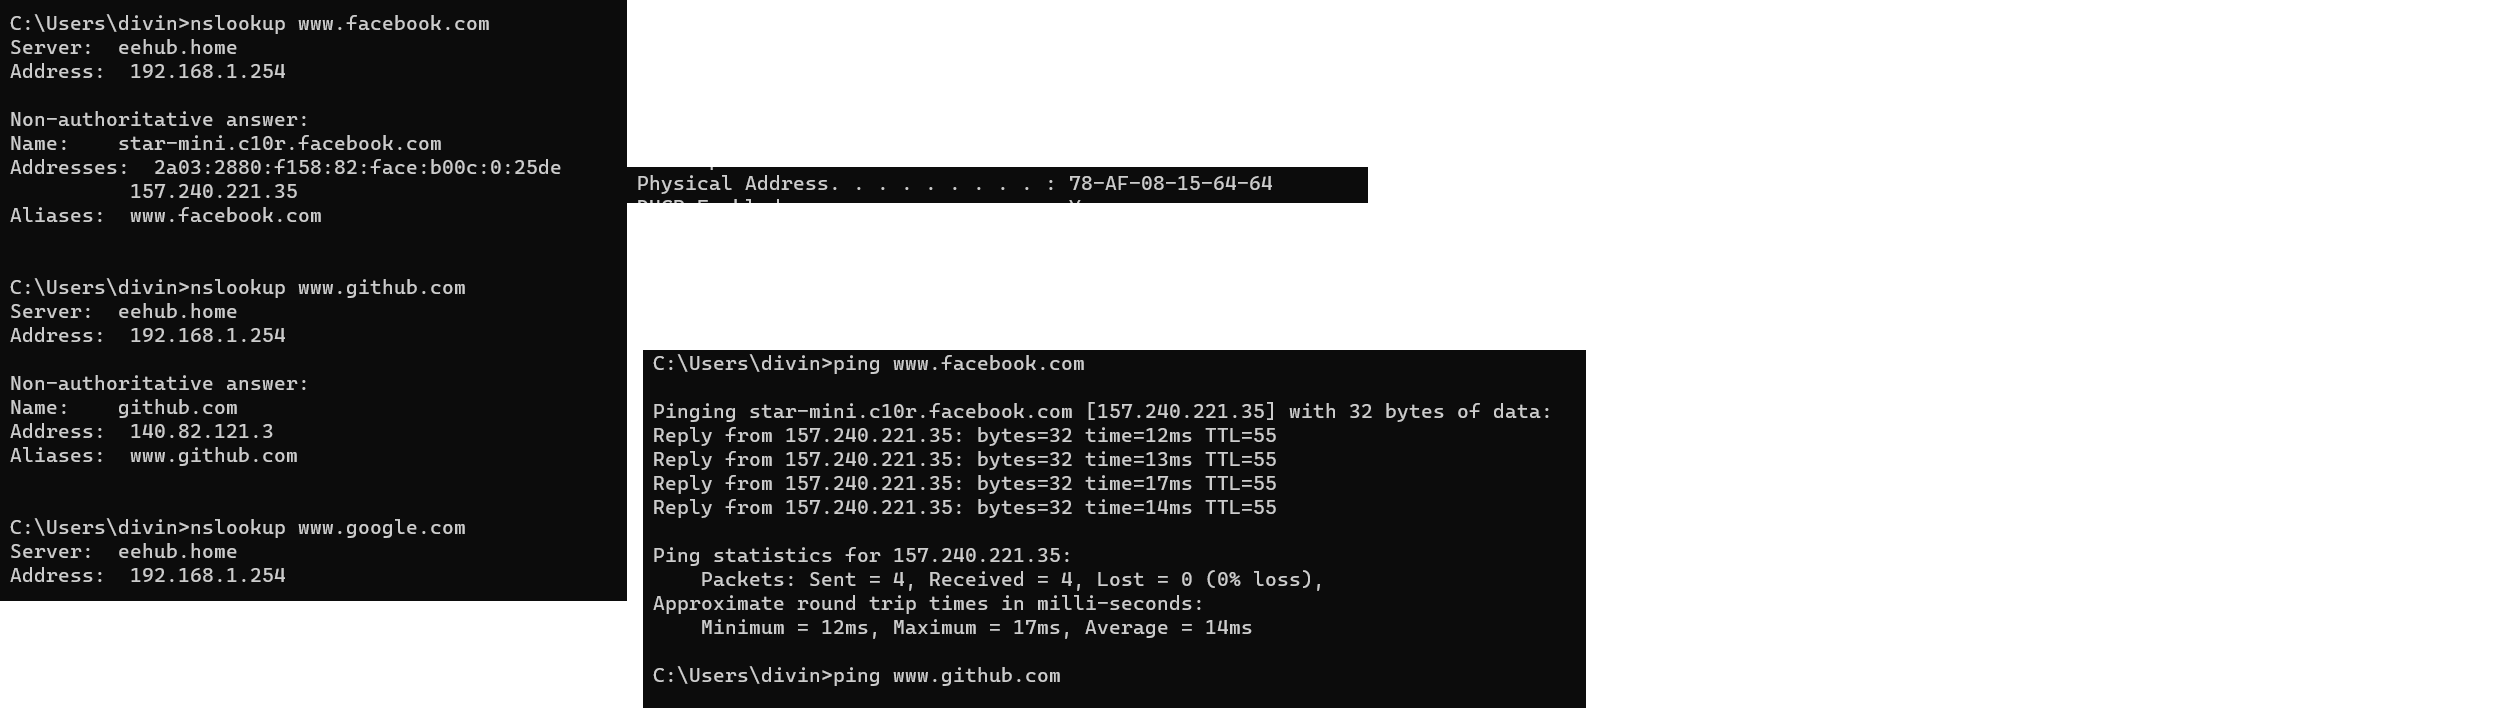 C:\Users\divin>nslookup www.facebook.com
Server:  eehub.home
Address:  192.168.1.254

Non-authoritative answer:
Name:    star-mini.c10r.facebook.com
Addresses:  2a03:2880:f158:82:face:b00c:0:25de
          157.240.221.35
Aliases:  www.facebook.com

C:\Users\divin>nslookup www.github.com
Server:  eehub.home
Address:  192.168.1.254

Non-authoritative answer:
Name:    github.com
Address:  140.82.121.3
Aliases:  www.github.com

C:\Users\divin>nslookup www.google.com
Server:  eehub.home
Address:  192.168.1.254

Physical Address. . . . . . . . . : 78-AF-08-15-64-64

C:\Users\divin>ping www.facebook.com

Pinging star-mini.c10r.facebook.com [157.240.221.35] with 32 bytes of data:
Reply from 157.240.221.35: bytes=32 time=12ms TTL=55
Reply from 157.240.221.35: bytes=32 time=13ms TTL=55
Reply from 157.240.221.35: bytes=32 time=17ms TTL=55
Reply from 157.240.221.35: bytes=32 time=14ms TTL=55

Ping statistics for 157.240.221.35:
    Packets: Sent = 4, Received = 4, Lost = 0 (0% loss),
Approximate round trip times in milli-seconds:
    Minimum = 12ms, Maximum = 17ms, Average = 14ms

C:\Users\divin>ping www.github.com